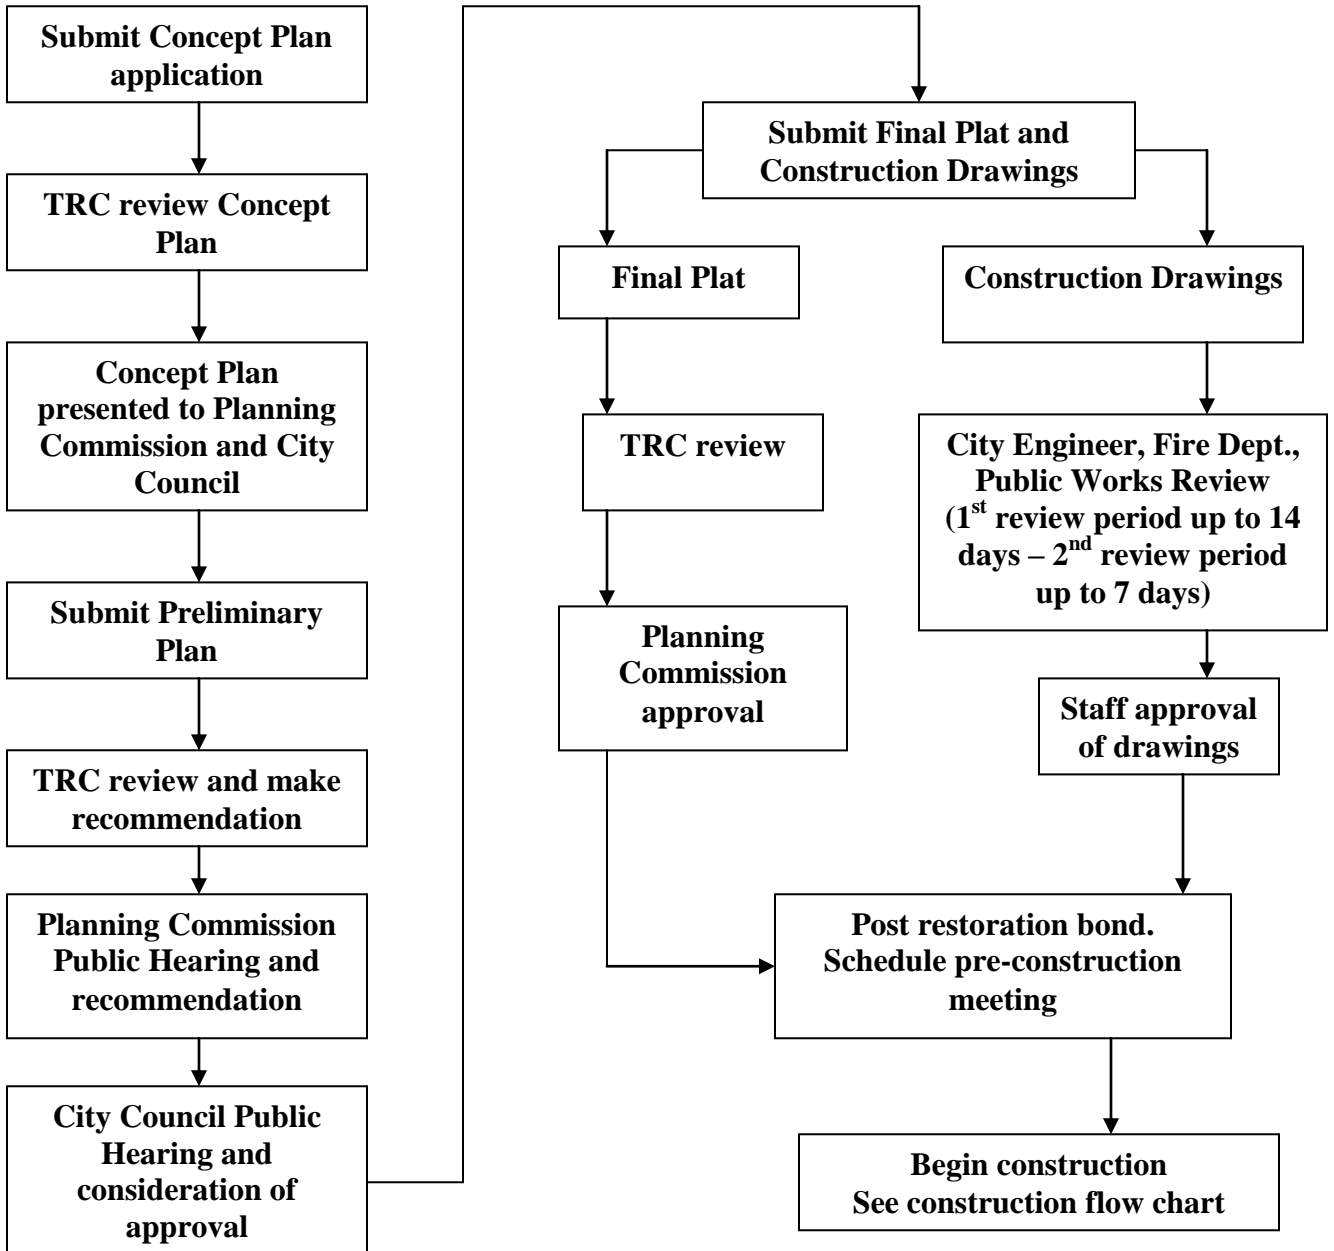 Submit Concept Plan
application
TRC review Concept
Plan
Concept Plan
presented to Planning
Commission and City
Council
Submit Preliminary
Plan
TRC review and make
recommendation
Planning Commission
Public Hearing and
recommendation
City Council Public
Hearing and
consideration of
approval
Submit Final Plat and
Construction Drawings
Final Plat
TRC review
Planning
Commission
approval
Construction Drawings
City Engineer, Fire Dept.,
Public Works Review
(1st review period up to 14
days – 2nd review period
up to 7 days)
Staff approval
of drawings
Post restoration bond.
Schedule pre-construction
meeting
Begin construction
See construction flow chart